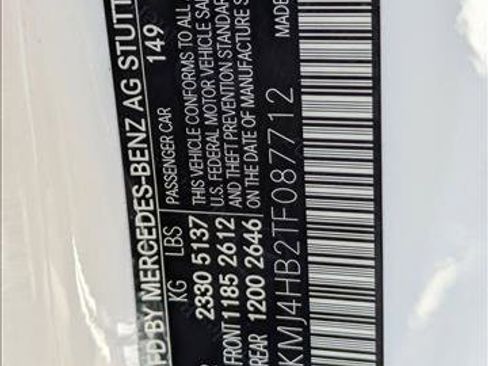 FD BY MERCEDES-BENZ AG STUTT
149
KG LBS PASSENGER CAR
2330 5137 THIS VEHICLE CONFORMS TO ALL
FRONT 1185 2612 U.S. FEDERAL MOTOR VEHICLE SA
REAR 1200 2646 AND THEFT PREVENTION STANDAR
ON THE DATE OF MANUFACTURE S
KMJ4HB2TF087712 MADE